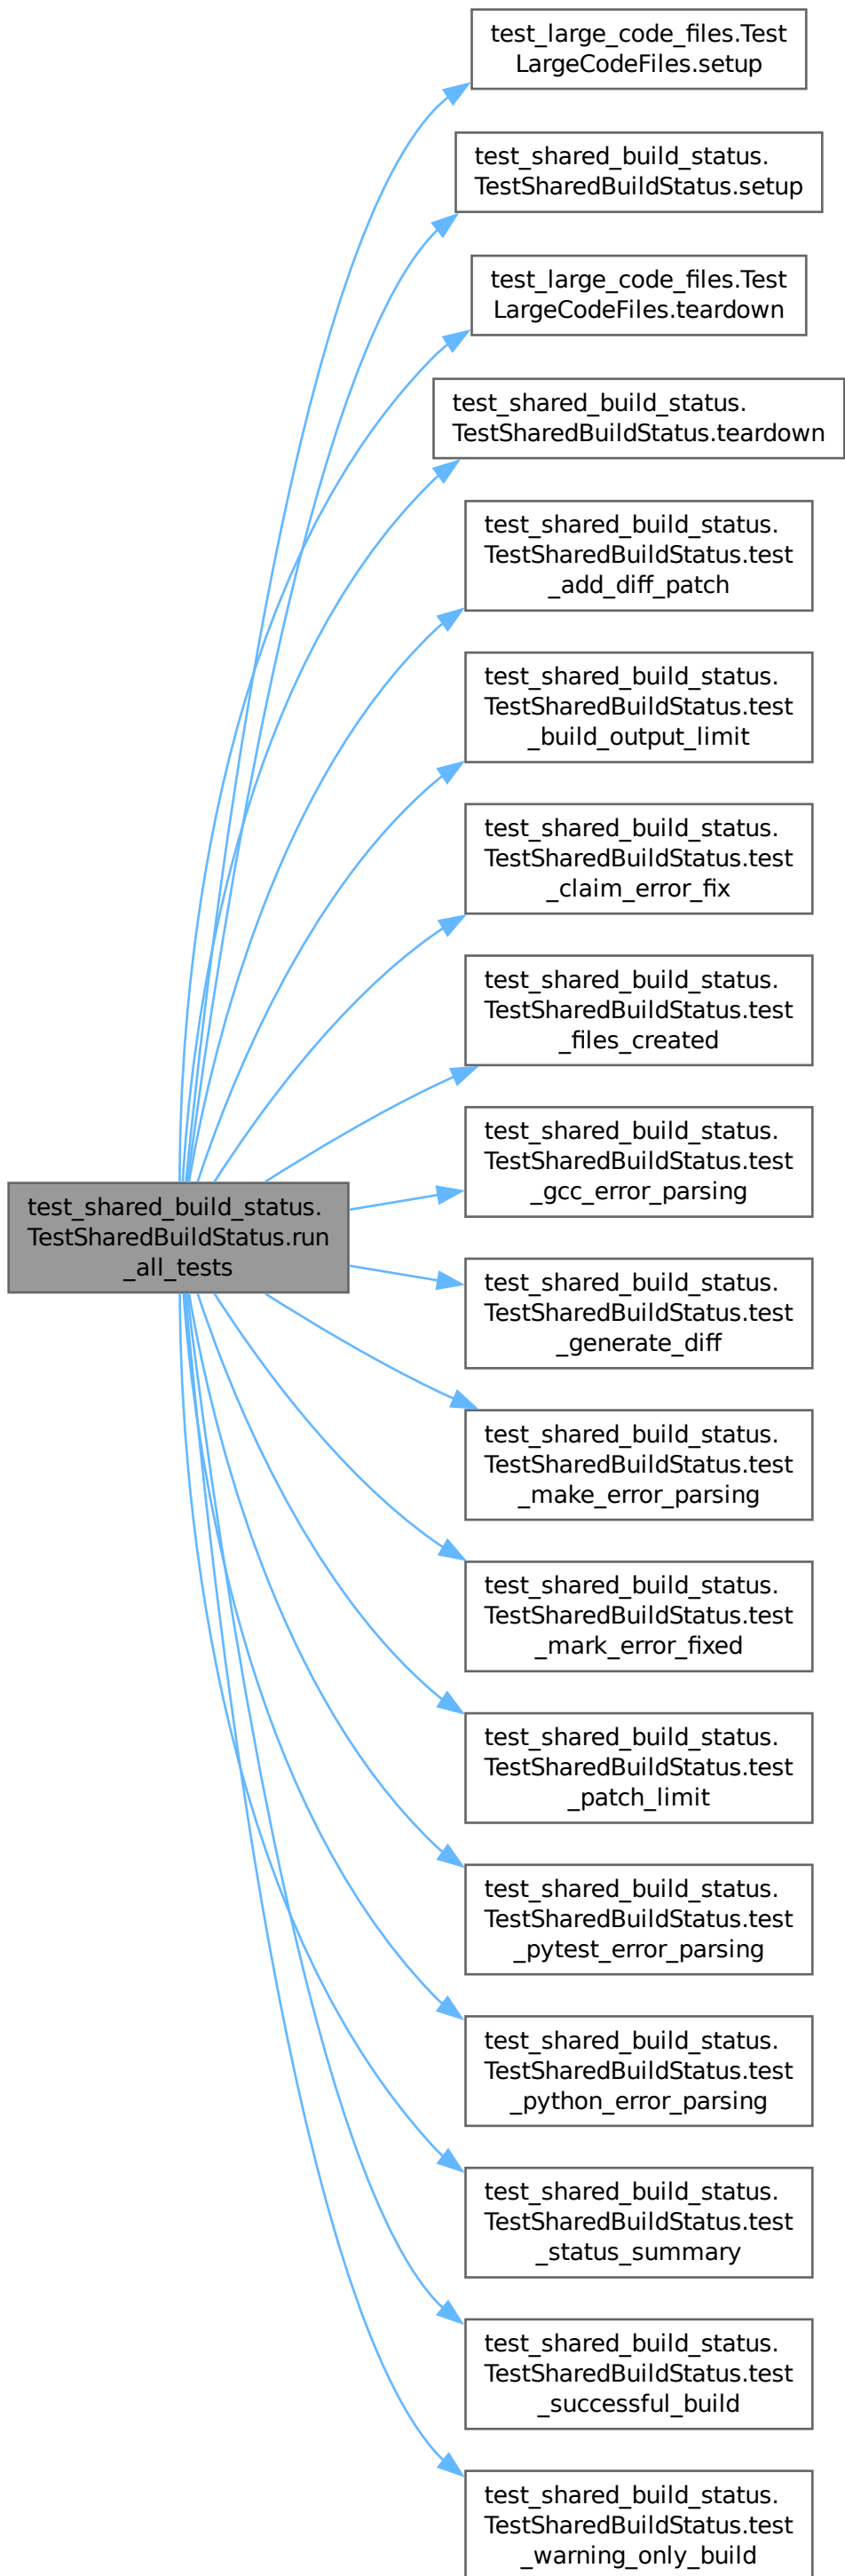 test_large_code_files.Test
LargeCodeFiles.setup
test_shared_build_status.
TestSharedBuildStatus.setup
test_large_code_files.Test
LargeCodeFiles.teardown
test_shared_build_status.
TestSharedBuildStatus.teardown
test_shared_build_status.
TestSharedBuildStatus.test
_add_diff_patch
test_shared_build_status.
TestSharedBuildStatus.test
_build_output_limit
test_shared_build_status.
TestSharedBuildStatus.test
_claim_error_fix
test_shared_build_status.
TestSharedBuildStatus.test
_files_created
test_shared_build_status.
TestSharedBuildStatus.test
_gcc_error_parsing
test_shared_build_status.
TestSharedBuildStatus.run
_all_tests
test_shared_build_status.
TestSharedBuildStatus.test
_generate_diff
test_shared_build_status.
TestSharedBuildStatus.test
_make_error_parsing
test_shared_build_status.
TestSharedBuildStatus.test
_mark_error_fixed
test_shared_build_status.
TestSharedBuildStatus.test
_patch_limit
test_shared_build_status.
TestSharedBuildStatus.test
_pytest_error_parsing
test_shared_build_status.
TestSharedBuildStatus.test
_python_error_parsing
test_shared_build_status.
TestSharedBuildStatus.test
_status_summary
test_shared_build_status.
TestSharedBuildStatus.test
_successful_build
test_shared_build_status.
TestSharedBuildStatus.test
_warning_only_build